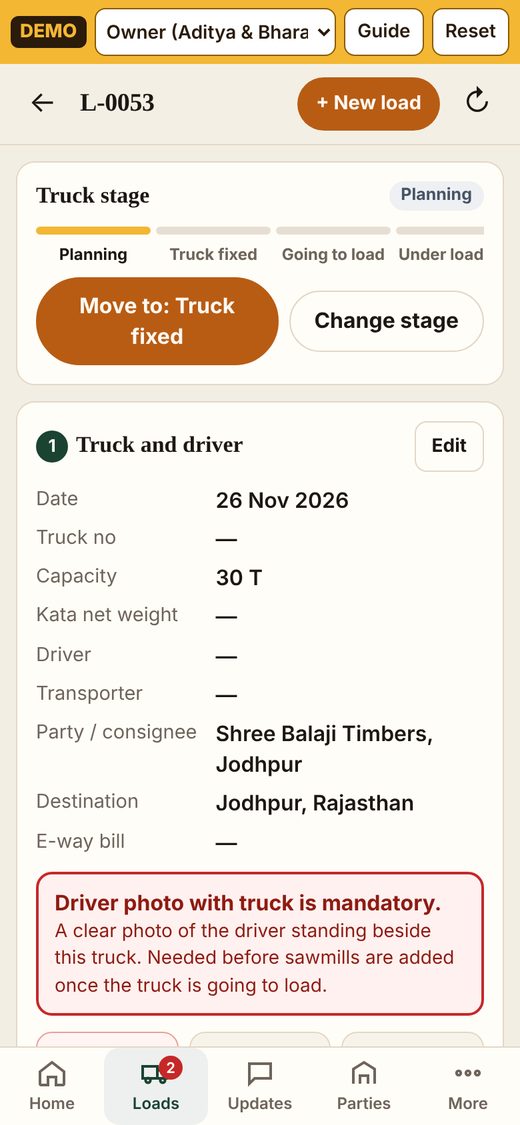 DEMO
Owner (Aditya & Bhara
Guide
Reset
L-0053
+ New load
Truck stage
Planning
Planning
Truck fixed
Going to load
Under load
Move to: Truck
fixed
Change stage
1 Truck and driver
Edit
Date 26 Nov 2026
Truck no —
Capacity 30 T
Kata net weight —
Driver —
Transporter —
Party / consignee Shree Balaji Timbers,
Jodhpur
Destination Jodhpur, Rajasthan
E-way bill —
Driver photo with truck is mandatory.
A clear photo of the driver standing beside
this truck. Needed before sawmills are added
once the truck is going to load.
2
Home
Loads
Updates
Parties
More